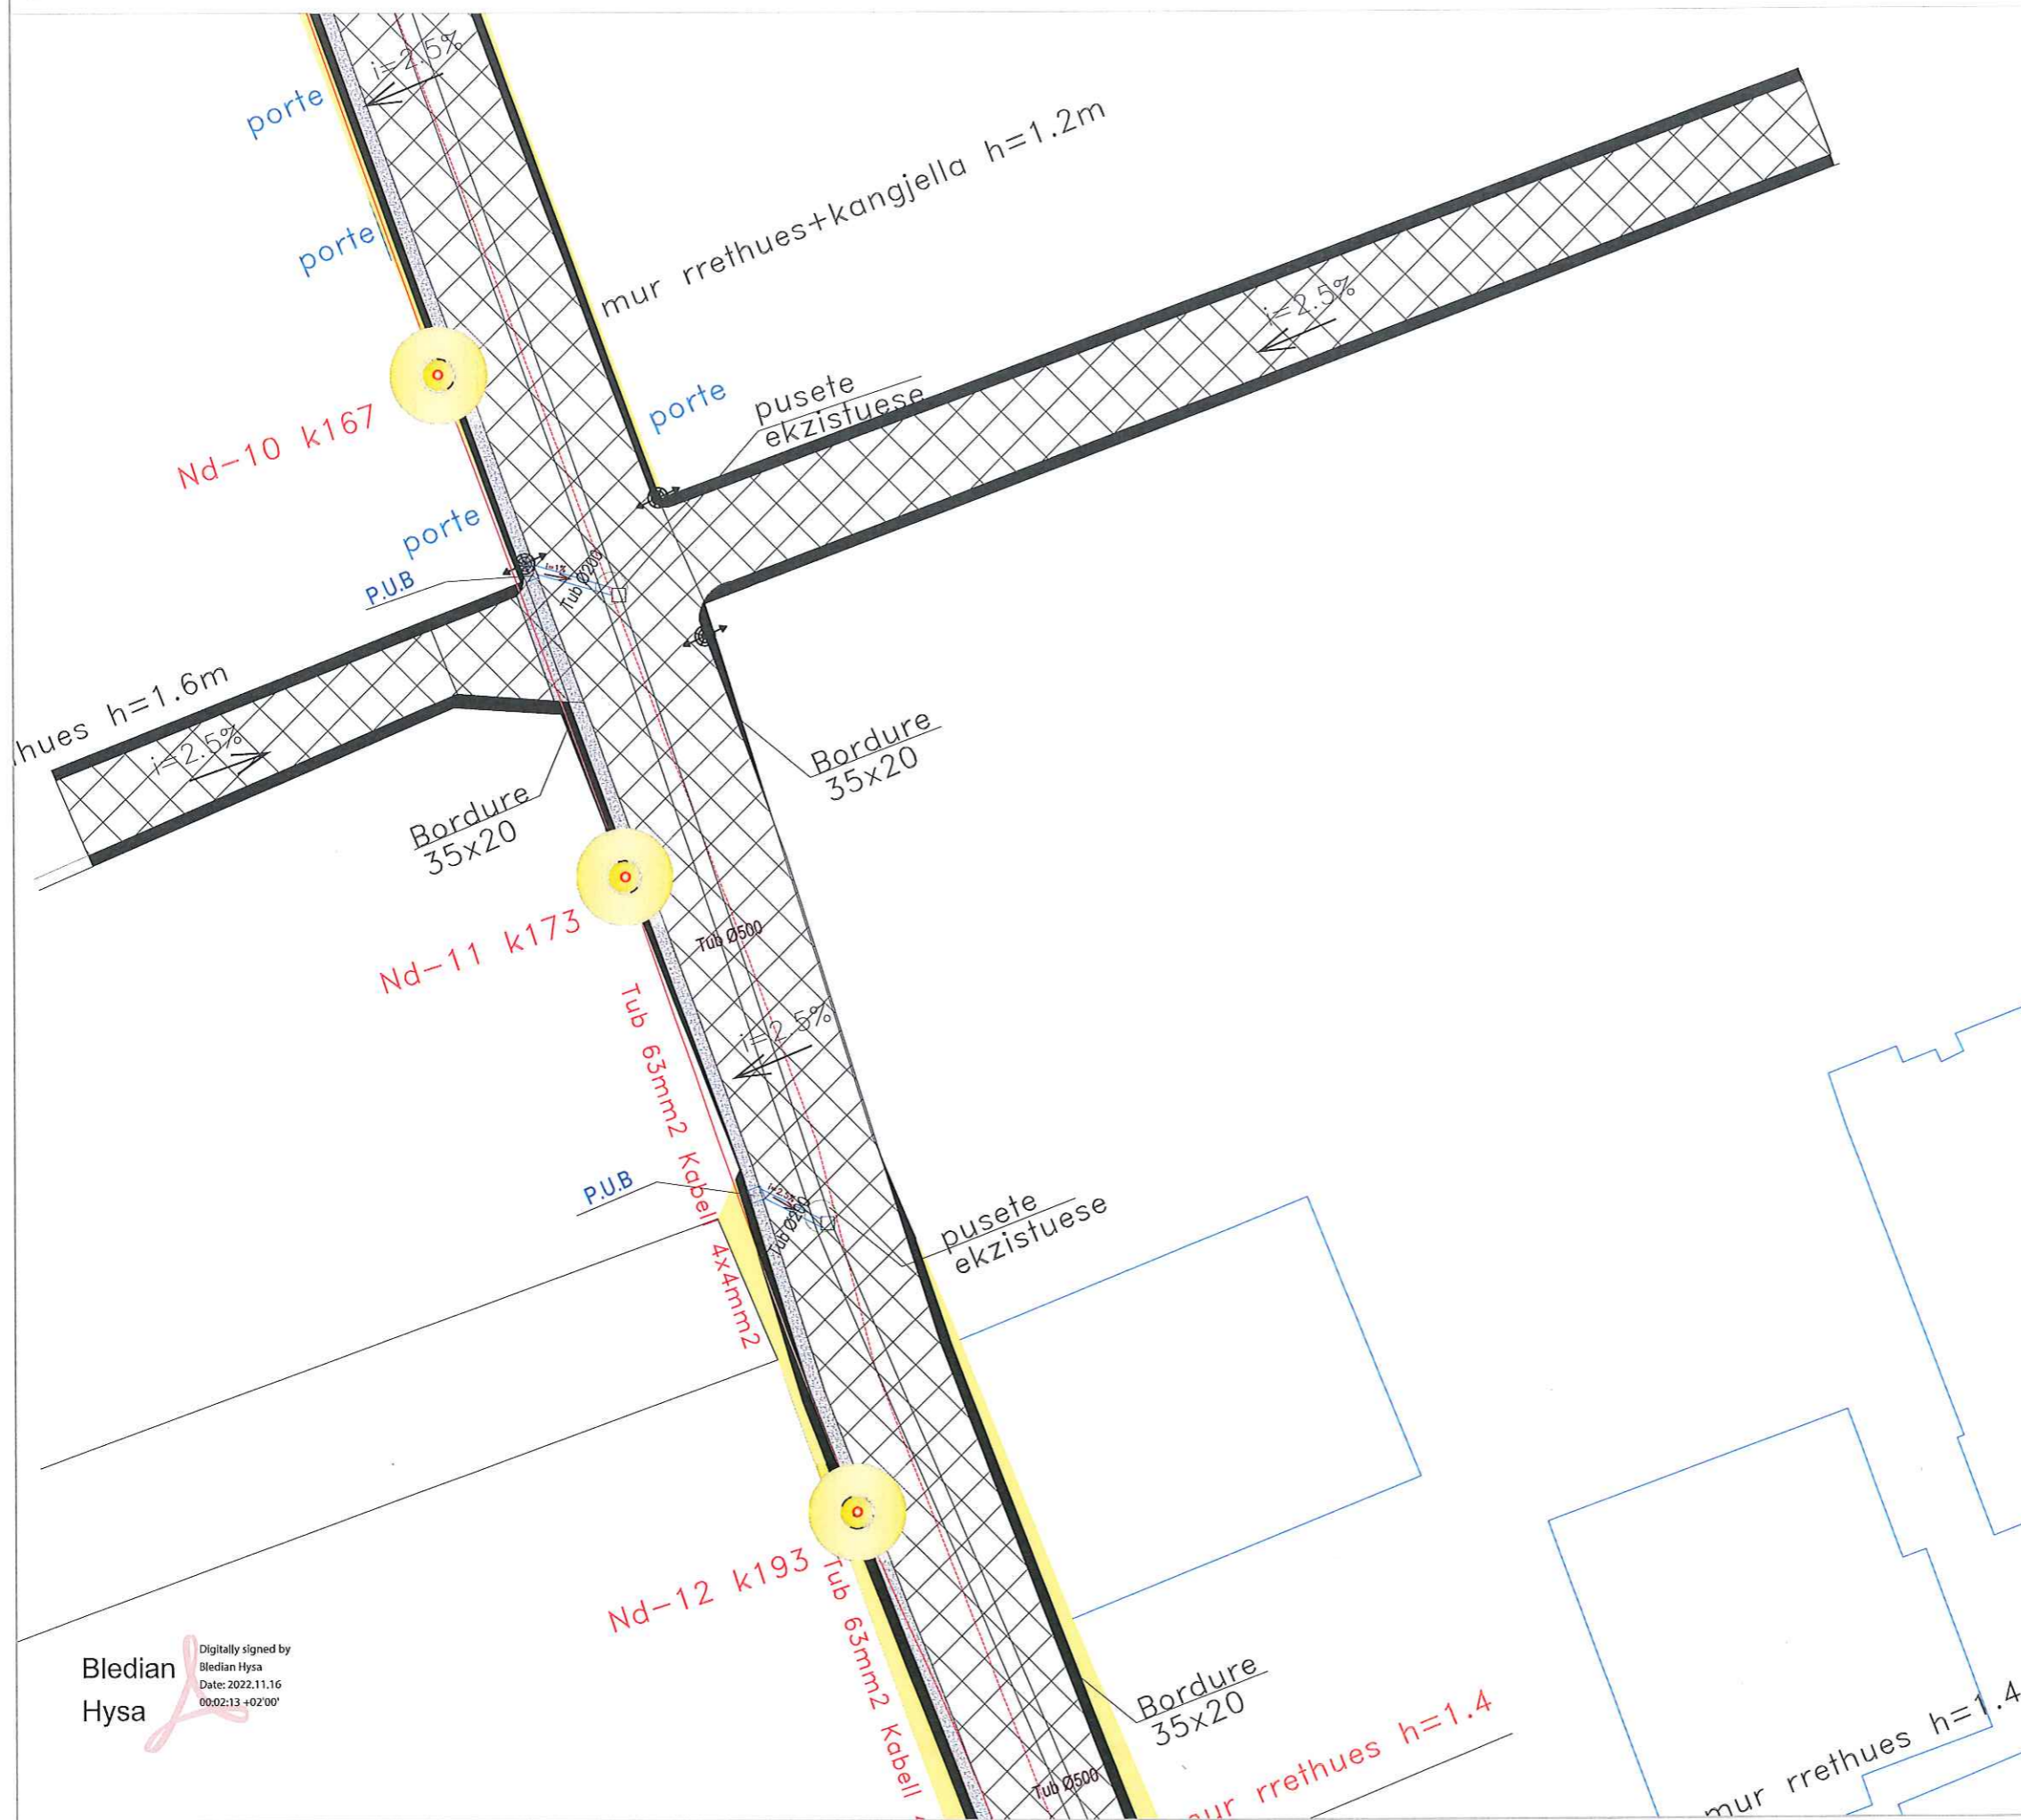 i=2.5%
porte
mur rrethues+kangjella h=1.2m
porte
i=2.5%
porte
pusete
ekzistuese
Nd-10 k167
porte
P.U.B
i=1%
Tub Ø200
hues h=1.6m
i=2.5%
Bordure
35x20
Bordure
35x20
Nd-11 k173
Tub Ø500
Tub 63mm2 Kabell 4x4mm2
i=2.5%
P.U.B
Tub Ø200
pusete
ekzistuese
Nd-12 k193
Tub 63mm2 Kabell
Bordure
35x20
Tub Ø500
mur rrethues h=1.4
mur rrethues h=1.4
Bledian
Hysa
Digitally signed by
Bledian Hysa
Date: 2022.11.16
00:02:13 +02'00'